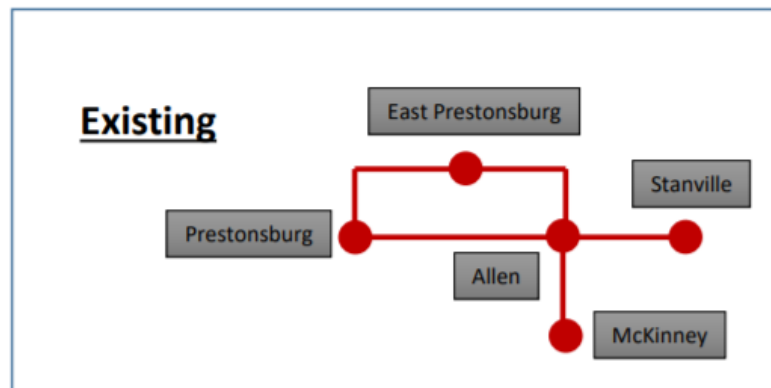 East Prestonsburg
Existing
Stanville
Prestonsburg
Allen
McKinney